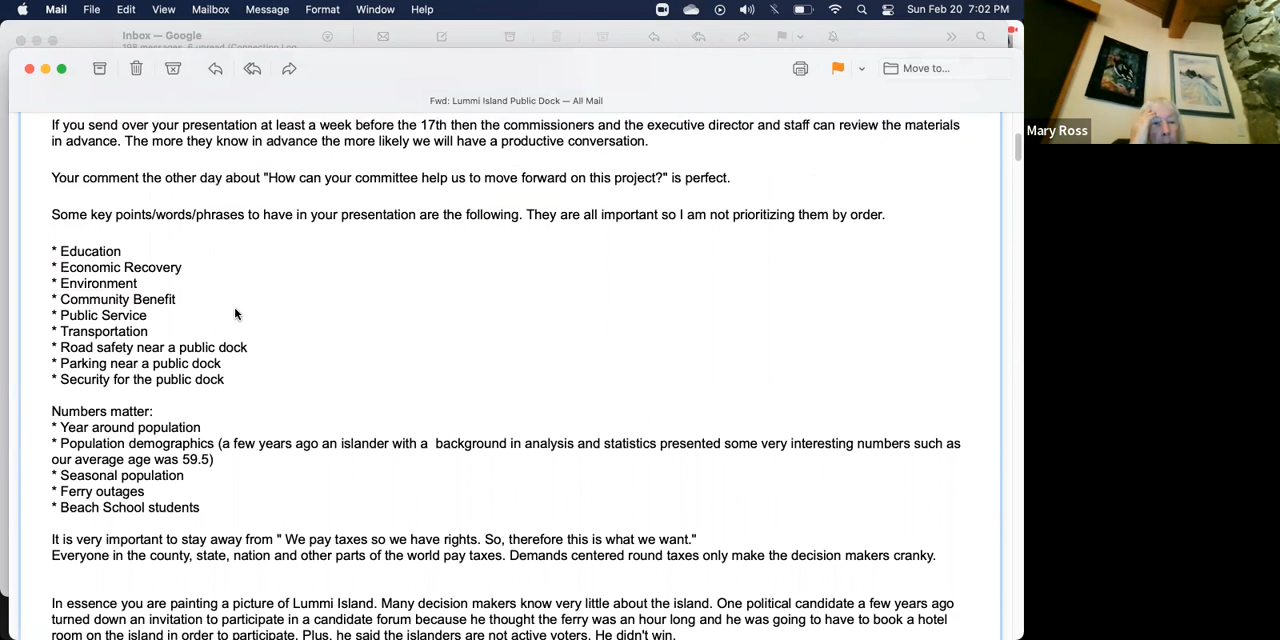 Mail File Edit View Mailbox Message Format Window Help Sun Feb 20 7:02 PM
Inbox — Google
198 messages, 6 unread
Move to...
Fwd: Lummi Island Public Dock — All Mail
If you send over your presentation at least a week before the 17th then the commissioners and the executive director and staff can review the materials
in advance. The more they know in advance the more likely we will have a productive conversation.
Your comment the other day about "How can your committee help us to move forward on this project?" is perfect.
Some key points/words/phrases to have in your presentation are the following. They are all important so I am not prioritizing them by order.
* Education
* Economic Recovery
* Environment
* Community Benefit
* Public Service
* Transportation
* Road safety near a public dock
* Parking near a public dock
* Security for the public dock
Numbers matter:
* Year around population
* Population demographics (a few years ago an islander with a background in analysis and statistics presented some very interesting numbers such as
our average age was 59.5)
* Seasonal population
* Ferry outages
* Beach School students
It is very important to stay away from " We pay taxes so we have rights. So, therefore this is what we want."
Everyone in the county, state, nation and other parts of the world pay taxes. Demands centered round taxes only make the decision makers cranky.
In essence you are painting a picture of Lummi Island. Many decision makers know very little about the island. One political candidate a few years ago
turned down an invitation to participate in a candidate forum because he thought the ferry was an hour long and he was going to have to book a hotel
room on the island in order to participate. Plus, he said the islanders are not active voters. He didn't win.
Mary Ross